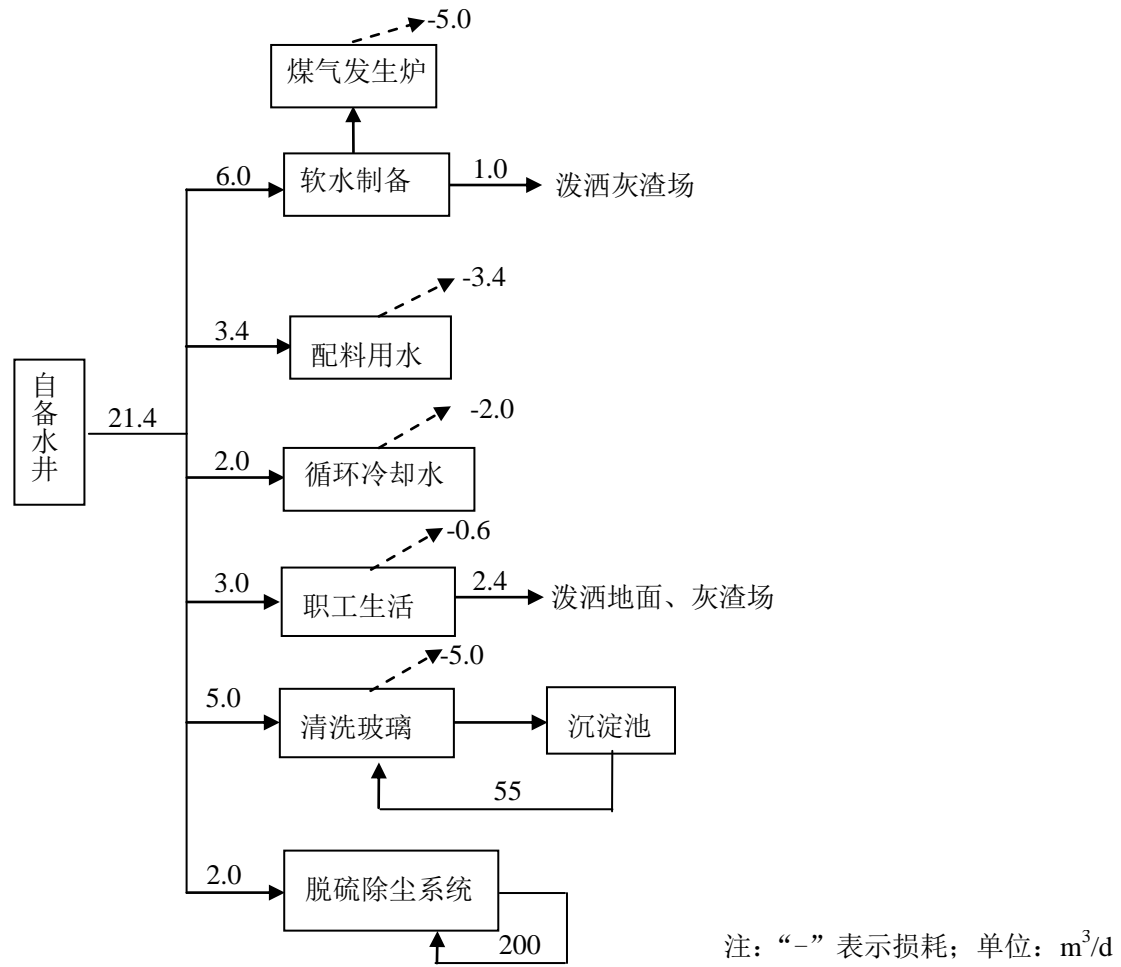 -5.0
煤气发生炉
6.0
软水制备
1.0
泼洒灰渣场
-3.4
3.4
配料用水
自备水井
21.4
-2.0
2.0
循环冷却水
-0.6
3.0
职工生活
2.4
泼洒地面、灰渣场
-5.0
5.0
清洗玻璃
沉淀池
55
2.0
脱硫除尘系统
200
注：“-”表示损耗；单位：m³/d